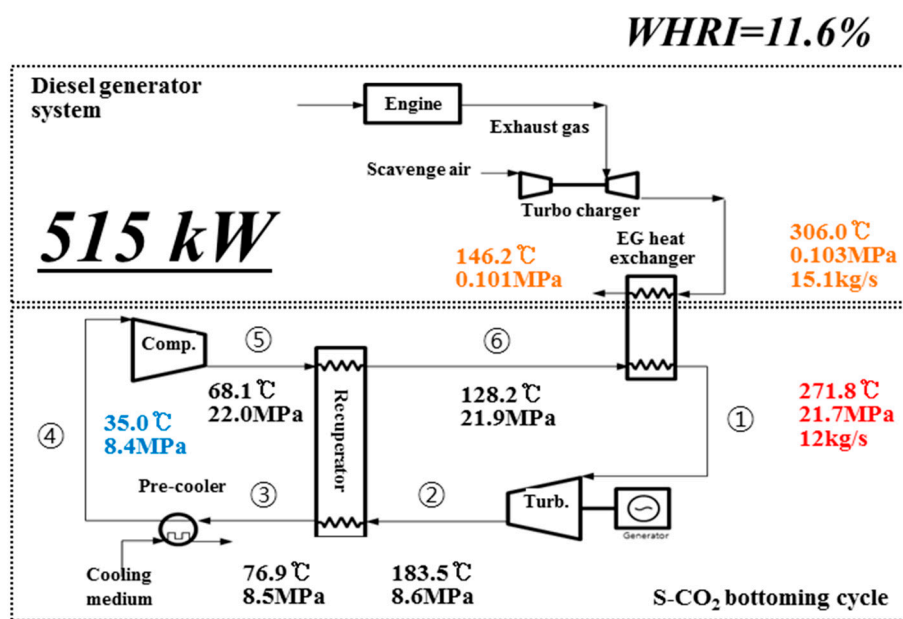 WHRI=11.6%
Diesel generator
system
Engine
Exhaust gas
Scavenge air
Turbo charger
515 kW
EG heat
exchanger
306.0℃
0.103MPa
15.1kg/s
146.2℃
0.101MPa
Comp.
⑤
⑥
68.1℃
22.0MPa
Recuperator
128.2℃
21.9MPa
①
271.8℃
21.7MPa
12kg/s
④
35.0℃
8.4MPa
Pre-cooler
③
②
Turb.
Generator
Cooling
medium
76.9℃
8.5MPa
183.5℃
8.6MPa
S-CO₂ bottoming cycle